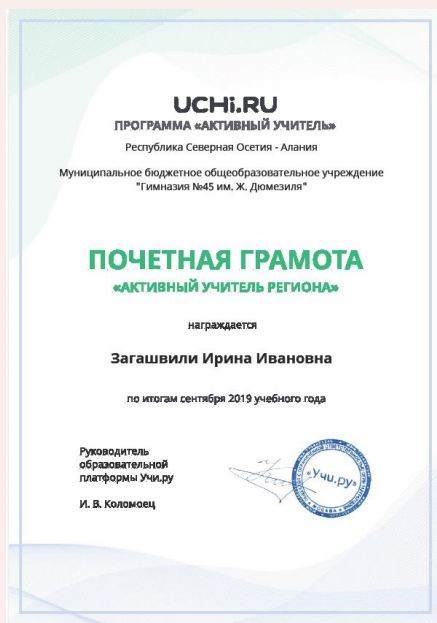 UCHi.RU
ПРОГРАММА «АКТИВНЫЙ УЧИТЕЛЬ»
Республика Северная Осетия - Алания
Муниципальное бюджетное общеобразовательное учреждение
"Гимназия №45 им. Ж. Дюмезиля"
ПОЧЕТНАЯ ГРАМОТА
«АКТИВНЫЙ УЧИТЕЛЬ РЕГИОНА»
награждается
Загашвили Ирина Ивановна
по итогам сентября 2019 учебного года
Руководитель
образовательной
платформы Учи.ру
И. В. Коломоец
«Учи.ру»